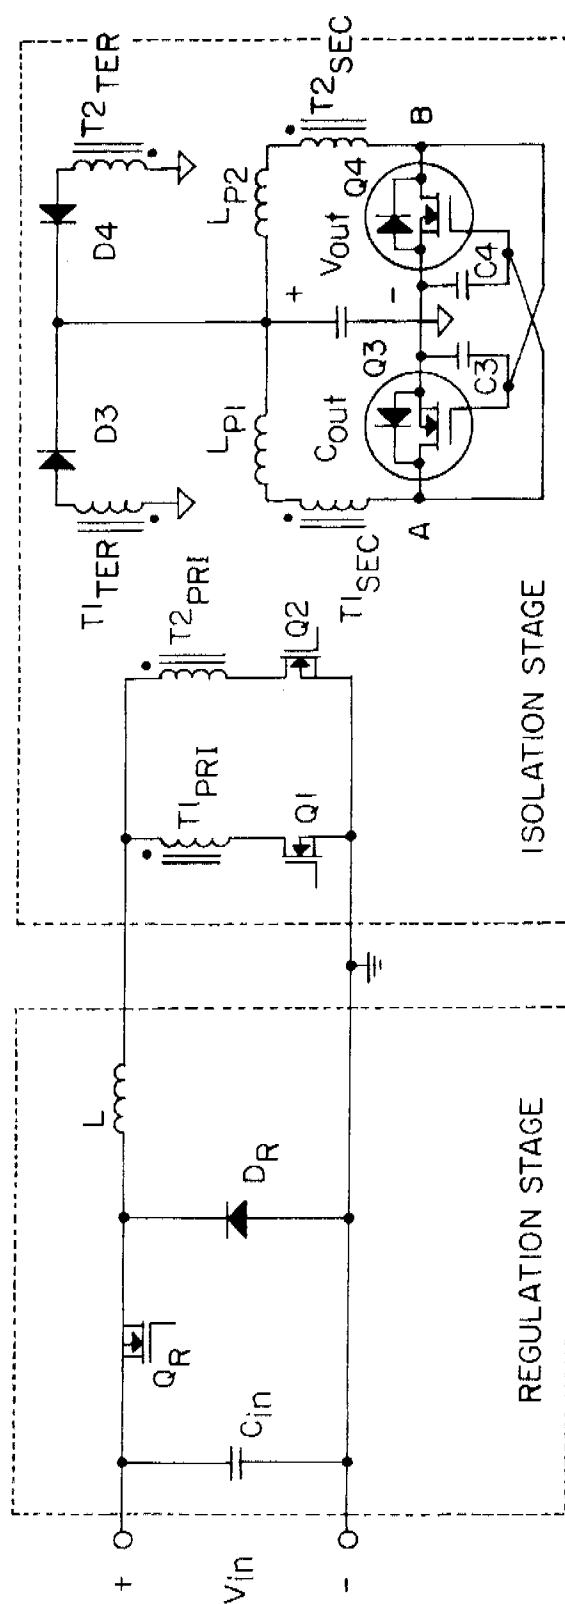 +
Vin
-
Cin
QR
DR
L
REGULATION STAGE
T1PRI
Q1
T2PRI
Q2
ISOLATION STAGE
T1TER
D3
D4
T2TER
T1SEC
LP1
LP2
T2SEC
+
-
Cout
Vout
Q3
Q4
C3
C4
A
B